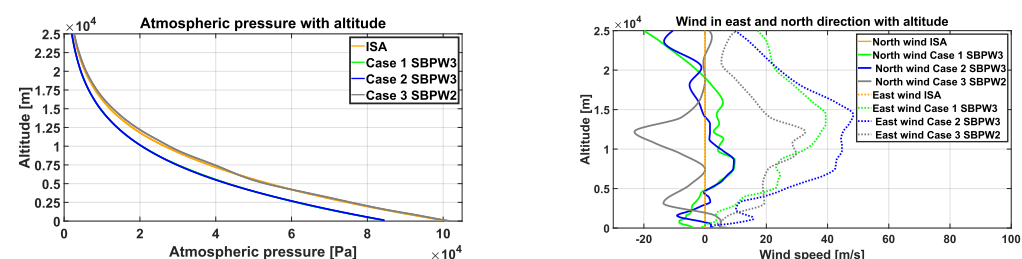 Atmospheric pressure with altitude
×10⁴
2.5
2.25
2
1.75
1.5
1.25
1
0.75
0.5
0.25
0
Altitude [m]
ISA
Case 1 SBPW3
Case 2 SBPW3
Case 3 SBPW2
0 2 4 6 8 10
Atmospheric pressure [Pa]
×10⁴
Wind in east and north direction with altitude
×10⁴
2.5
2
1.5
1
0.5
0
Altitude [m]
North wind ISA
North wind Case 1 SBPW3
North wind Case 2 SBPW3
North wind Case 3 SBPW2
East wind ISA
East wind Case 1 SBPW3
East wind Case 2 SBPW3
East wind Case 3 SBPW2
-20 0 20 40 60 80 100
Wind speed [m/s]